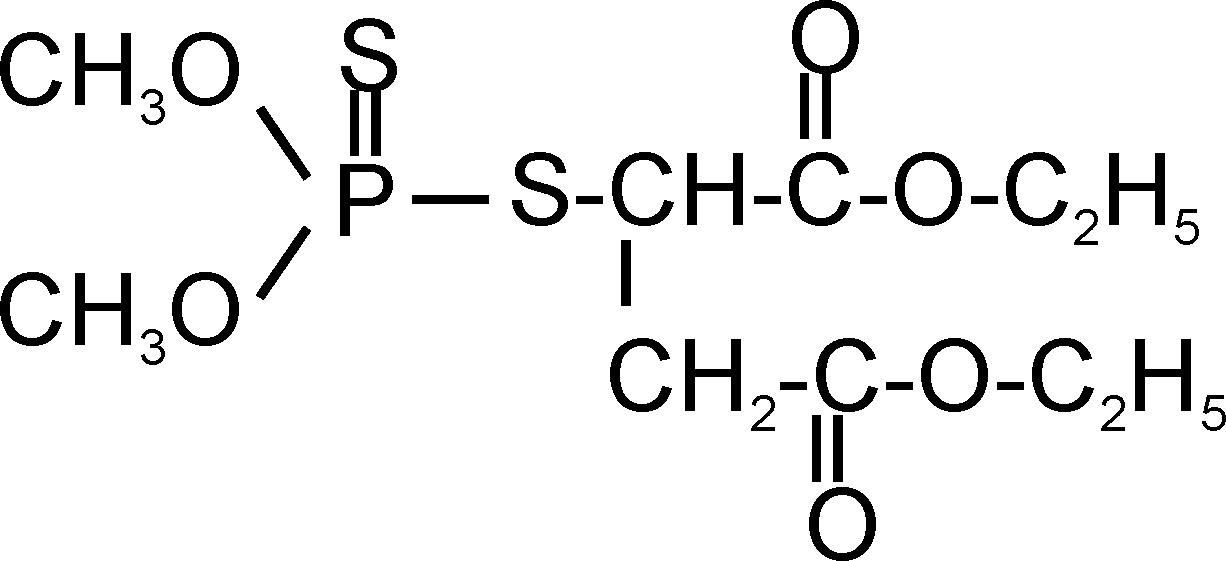 CH₃O S O
P S-CH-C-O-C₂H₅
CH₃O
CH₂-C-O-C₂H₅
O